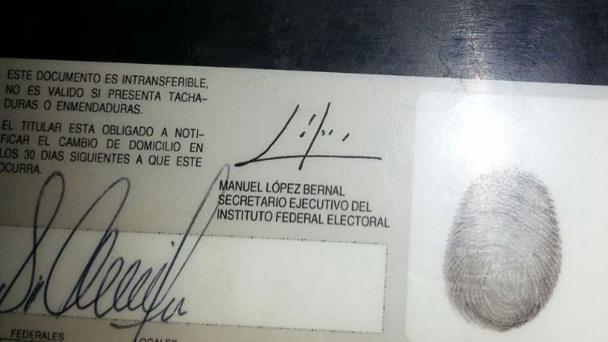 ESTE DOCUMENTO ES INTRANSFERIBLE,
NO ES VALIDO SI PRESENTA TACHA-
DURAS O ENMENDADURAS.
EL TITULAR ESTA OBLIGADO A NOTI-
FICAR EL CAMBIO DE DOMICILIO EN
LOS 30 DIAS SIGUIENTES A QUE ESTE
OCURRA.
MANUEL LÓPEZ BERNAL
SECRETARIO EJECUTIVO DEL
INSTITUTO FEDERAL ELECTORAL
FEDERALES